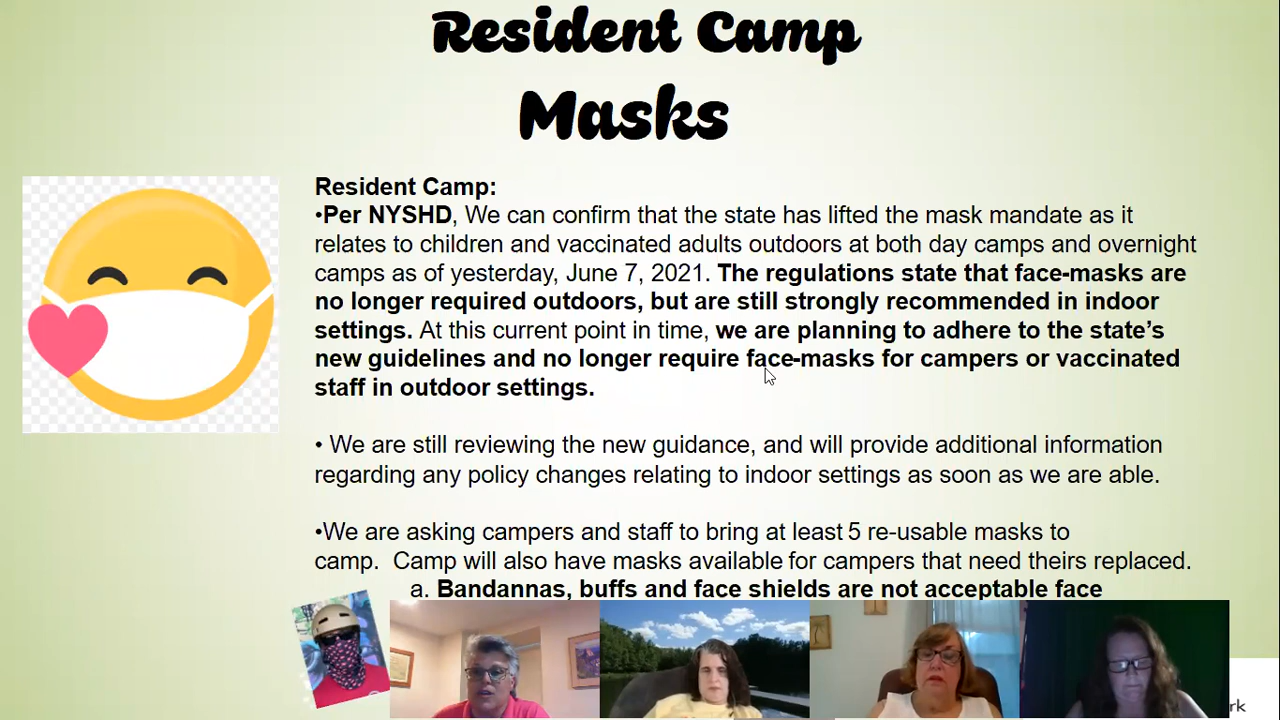 Resident Camp
Masks
Resident Camp:
•Per NYSHD, We can confirm that the state has lifted the mask mandate as it
relates to children and vaccinated adults outdoors at both day camps and overnight
camps as of yesterday, June 7, 2021. The regulations state that face-masks are
no longer required outdoors, but are still strongly recommended in indoor
settings. At this current point in time, we are planning to adhere to the state’s
new guidelines and no longer require face-masks for campers or vaccinated
staff in outdoor settings.
• We are still reviewing the new guidance, and will provide additional information
regarding any policy changes relating to indoor settings as soon as we are able.
•We are asking campers and staff to bring at least 5 re-usable masks to
camp.  Camp will also have masks available for campers that need theirs replaced.
a. Bandannas, buffs and face shields are not acceptable face
rk